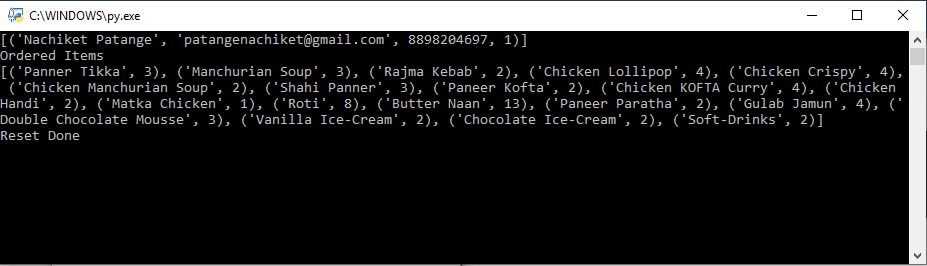 C:\WINDOWS\py.exe
[('Nachiket Patange', 'patangenachiket@gmail.com', 8898204697, 1)]
Ordered Items
[('Panner Tikka', 3), ('Manchurian Soup', 3), ('Rajma Kebab', 2), ('Chicken Lollipop', 4), ('Chicken Crispy', 4),
 ('Chicken Manchurian Soup', 2), ('Shahi Panner', 3), ('Paneer Kofta', 2), ('Chicken KOFTA Curry', 4), ('Chicken
Handi', 2), ('Matka Chicken', 1), ('Roti', 8), ('Butter Naan', 13), ('Paneer Paratha', 2), ('Gulab Jamun', 4), ('
Double Chocolate Mousse', 3), ('Vanilla Ice-Cream', 2), ('Chocolate Ice-Cream', 2), ('Soft-Drinks', 2)]
Reset Done